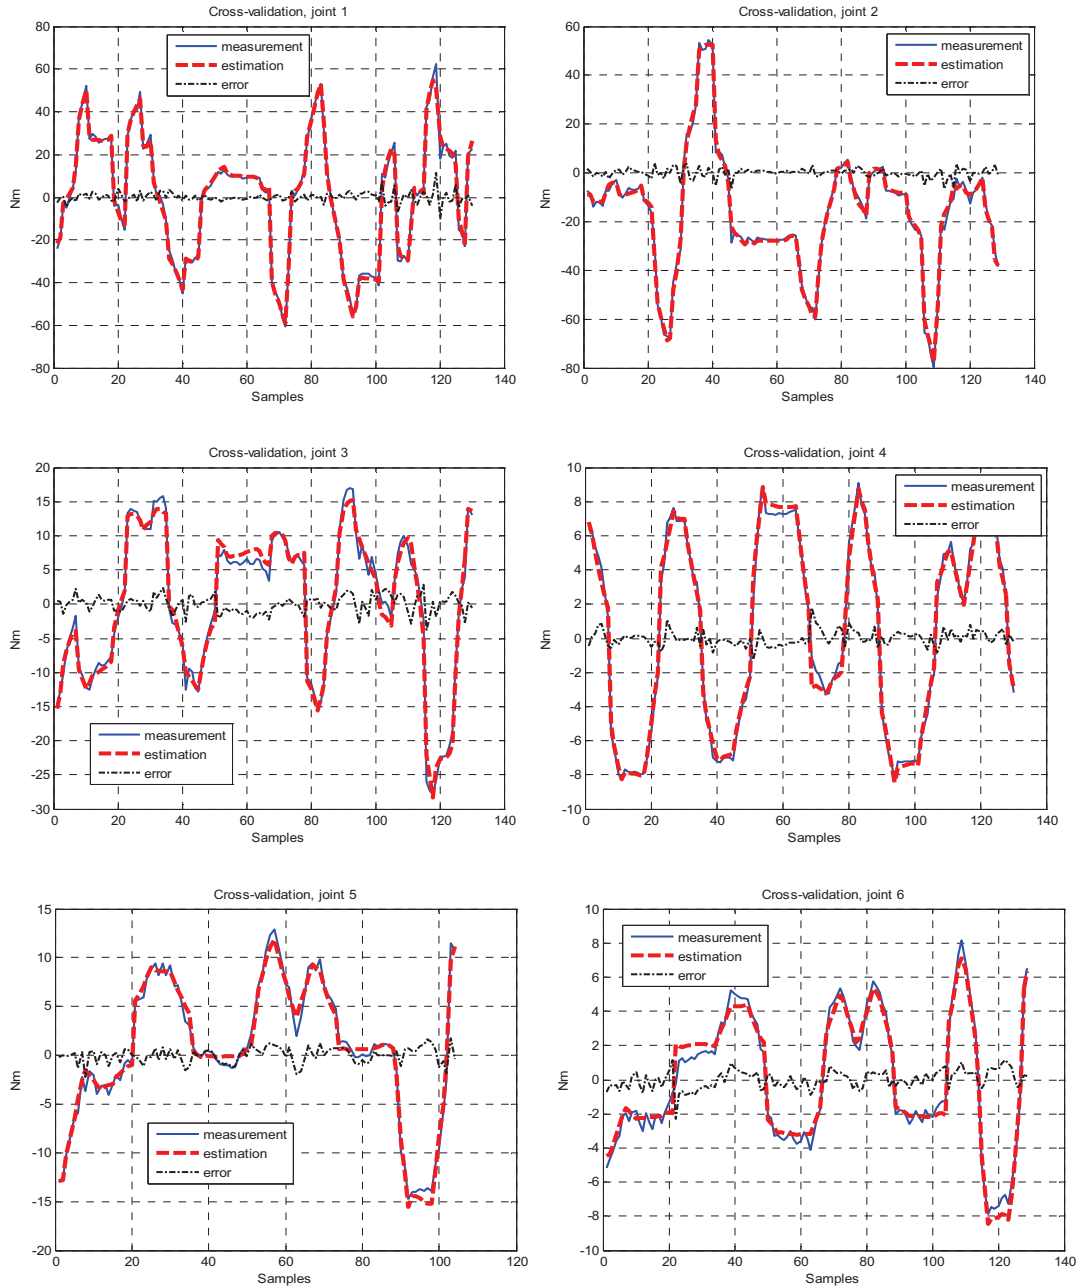 Cross-validation, joint 1
80
60
40
20
0
-20
-40
-60
-80
Nm
measurement
estimation
error
0 20 40 60 80 100 120 140
Samples
Cross-validation, joint 2
60
40
20
0
-20
-40
-60
-80
Nm
measurement
estimation
error
0 20 40 60 80 100 120 140
Samples
Cross-validation, joint 3
20
15
10
5
0
-5
-10
-15
-20
-25
-30
Nm
measurement
estimation
error
0 20 40 60 80 100 120 140
Samples
Cross-validation, joint 4
10
8
6
4
2
0
-2
-4
-6
-8
-10
Nm
measurement
estimation
error
0 20 40 60 80 100 120 140
Samples
Cross-validation, joint 5
15
10
5
0
-5
-10
-15
-20
Nm
measurement
estimation
error
0 20 40 60 80 100 120
Samples
Cross-validation, joint 6
10
8
6
4
2
0
-2
-4
-6
-8
-10
Nm
measurement
estimation
error
0 20 40 60 80 100 120 140
Samples